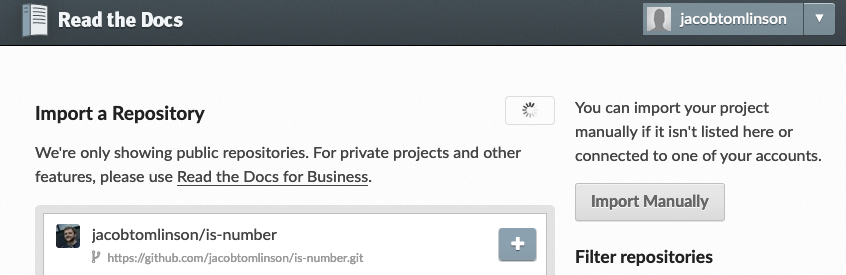 Read the Docs
jacobtomlinson
Import a Repository
We're only showing public repositories. For private projects and other
features, please use Read the Docs for Business.
jacobtomlinson/is-number
https://github.com/jacobtomlinson/is-number.git
You can import your project
manually if it isn't listed here or
connected to one of your accounts.
Import Manually
Filter repositories